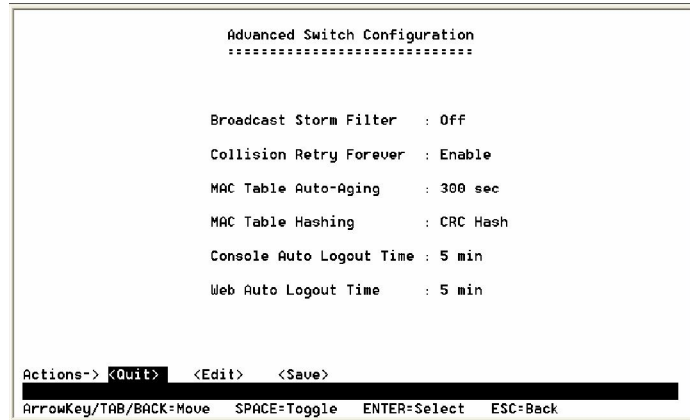 Advanced Switch Configuration
=============================
Broadcast Storm Filter : Off
Collision Retry Forever : Enable
MAC Table Auto-Aging : 300 sec
MAC Table Hashing : CRC Hash
Console Auto Logout Time : 5 min
Web Auto Logout Time : 5 min
Actions-> <Quit> <Edit> <Save>
ArrowKey/TAB/BACK=Move SPACE=Toggle ENTER=Select ESC=Back